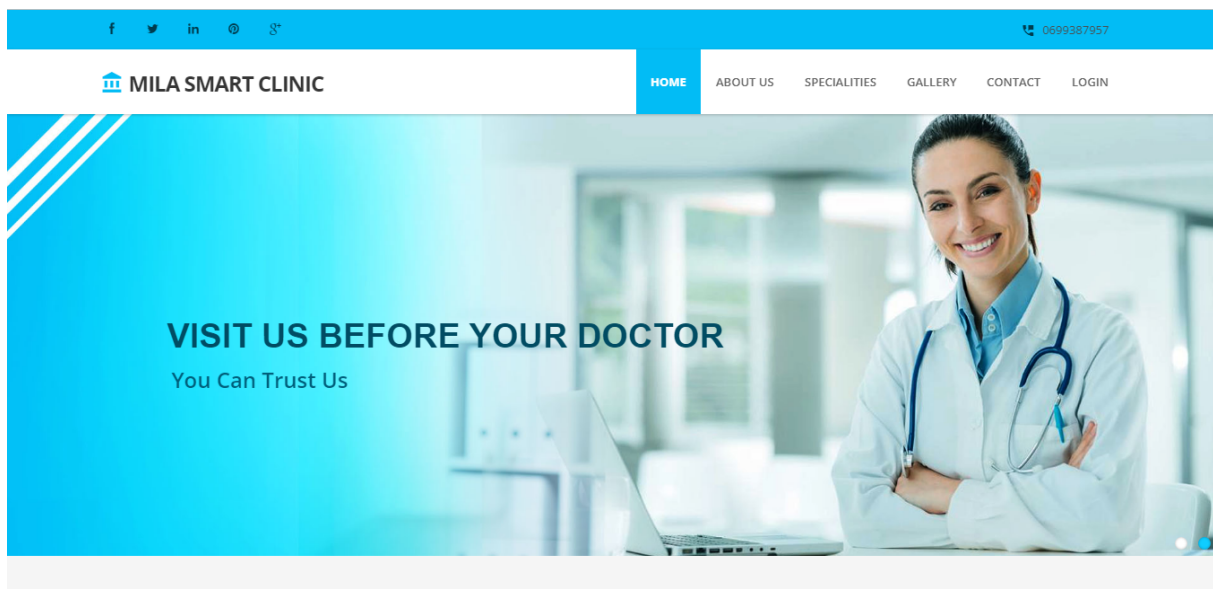 0699387957
MILA SMART CLINIC
HOME ABOUT US SPECIALITIES GALLERY CONTACT LOGIN
VISIT US BEFORE YOUR DOCTOR
You Can Trust Us